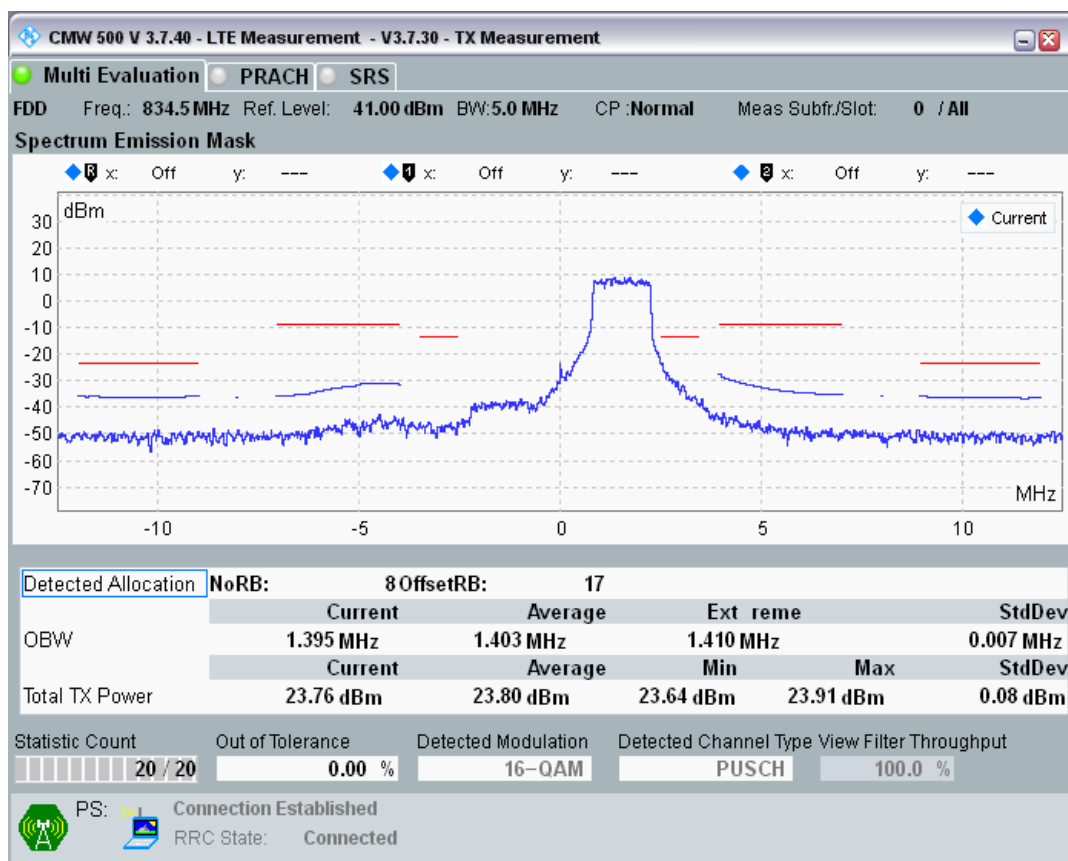 CMW 500 V 3.7.40 - LTE Measurement - V3.7.30 - TX Measurement
Multi Evaluation PRACH SRS
FDD Freq.: 834.5 MHz Ref. Level: 41.00 dBm BW:5.0 MHz CP :Normal Meas Subfr./Slot: 0 / All
Spectrum Emission Mask
R x: Off y: --- 1 x: Off y: --- 2 x: Off y: ---
dBm
Current
30
20
10
0
-10
-20
-30
-40
-50
-60
-70
MHz
-10 -5 0 5 10
Detected Allocation NoRB: 8 OffsetRB: 17
Current Average Ext reme StdDev
OBW 1.395 MHz 1.403 MHz 1.410 MHz 0.007 MHz
Current Average Min Max StdDev
Total TX Power 23.76 dBm 23.80 dBm 23.64 dBm 23.91 dBm 0.08 dBm
Statistic Count Out of Tolerance Detected Modulation Detected Channel Type View Filter Throughput
20 / 20 0.00 % 16-QAM PUSCH 100.0 %
PS: Connection Established
RRC State: Connected